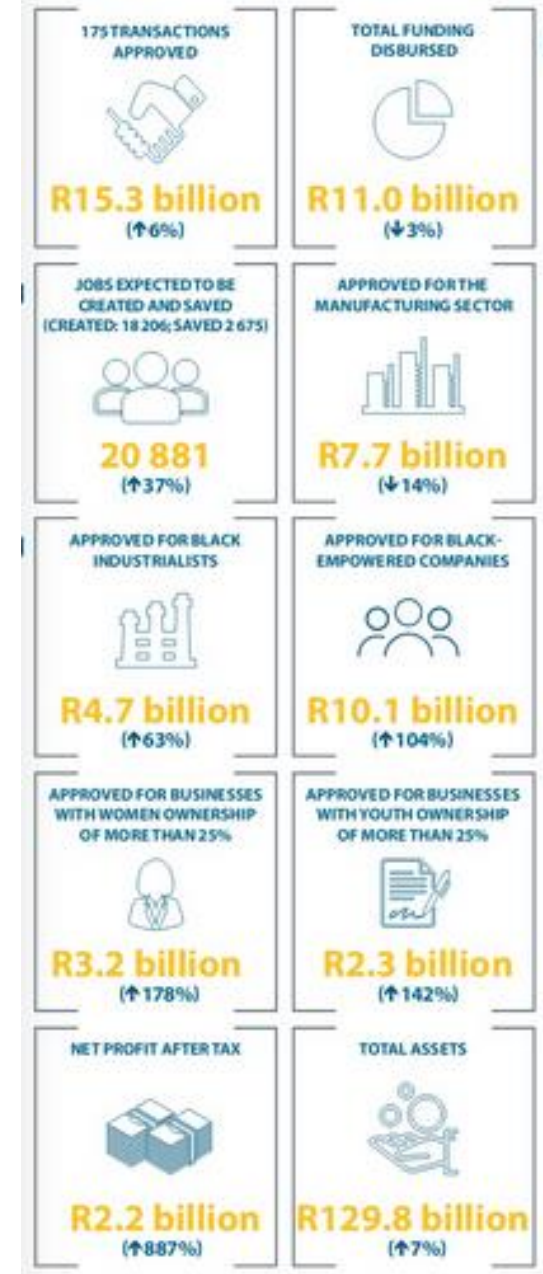 175 TRANSACTIONS
APPROVED
R15.3 billion
(↑6%)
TOTAL FUNDING
DISBURSED
R11.0 billion
(↓3%)
JOBS EXPECTED TO BE
CREATED AND SAVED
(CREATED: 18 206; SAVED 2 675)
20 881
(↑37%)
APPROVED FOR THE
MANUFACTURING SECTOR
R7.7 billion
(↓14%)
APPROVED FOR BLACK
INDUSTRIALISTS
R4.7 billion
(↑63%)
APPROVED FOR BLACK-
EMPOWERED COMPANIES
R10.1 billion
(↑104%)
APPROVED FOR BUSINESSES
WITH WOMEN OWNERSHIP
OF MORE THAN 25%
R3.2 billion
(↑178%)
APPROVED FOR BUSINESSES
WITH YOUTH OWNERSHIP
OF MORE THAN 25%
R2.3 billion
(↑142%)
NET PROFIT AFTER TAX
R2.2 billion
(↑887%)
TOTAL ASSETS
R129.8 billion
(↑7%)